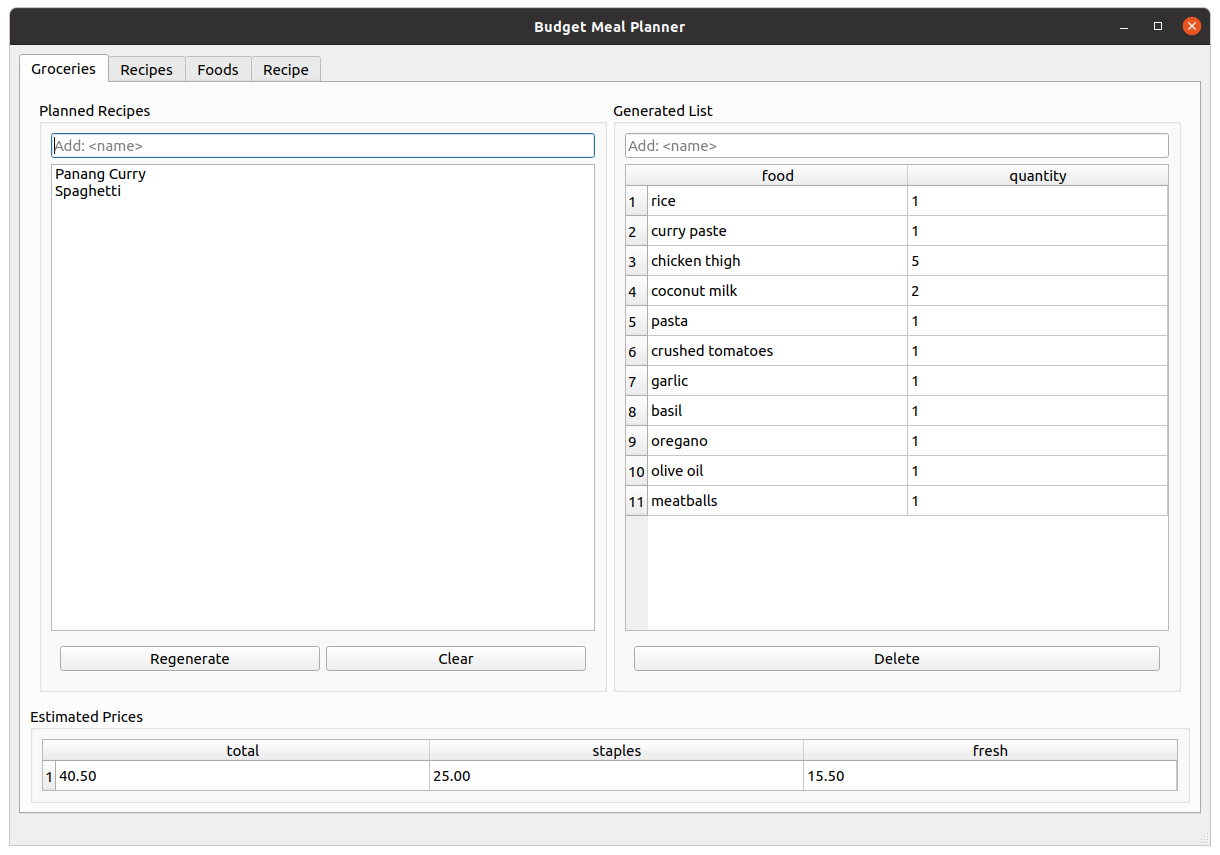 Budget Meal Planner
Groceries Recipes Foods Recipe
Planned Recipes
Add: <name>
Panang Curry
Spaghetti
Regenerate Clear
Generated List
Add: <name>
food quantity
1 rice 1
2 curry paste 1
3 chicken thigh 5
4 coconut milk 2
5 pasta 1
6 crushed tomatoes 1
7 garlic 1
8 basil 1
9 oregano 1
10 olive oil 1
11 meatballs 1
Delete
Estimated Prices
total staples fresh
1 40.50 25.00 15.50